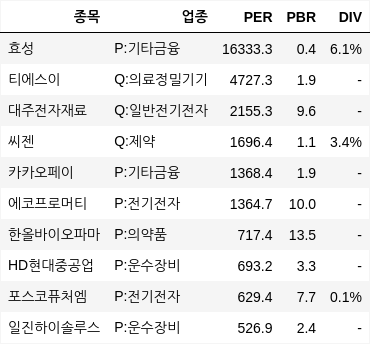 종목 업종 PER PBR DIV
효성 P:기타금융 16333.3 0.4 6.1%
티에스이 Q:의료정밀기기 4727.3 1.9 -
대주전자재료 Q:일반전기전자 2155.3 9.6 -
씨젠 Q:제약 1696.4 1.1 3.4%
카카오페이 P:기타금융 1368.4 1.9 -
에코프로머티 P:전기전자 1364.7 10.0 -
한올바이오파마 P:의약품 717.4 13.5 -
HD현대중공업 P:운수장비 693.2 3.3 -
포스코퓨처엠 P:전기전자 629.4 7.7 0.1%
일진하이솔루스 P:운수장비 526.9 2.4 -